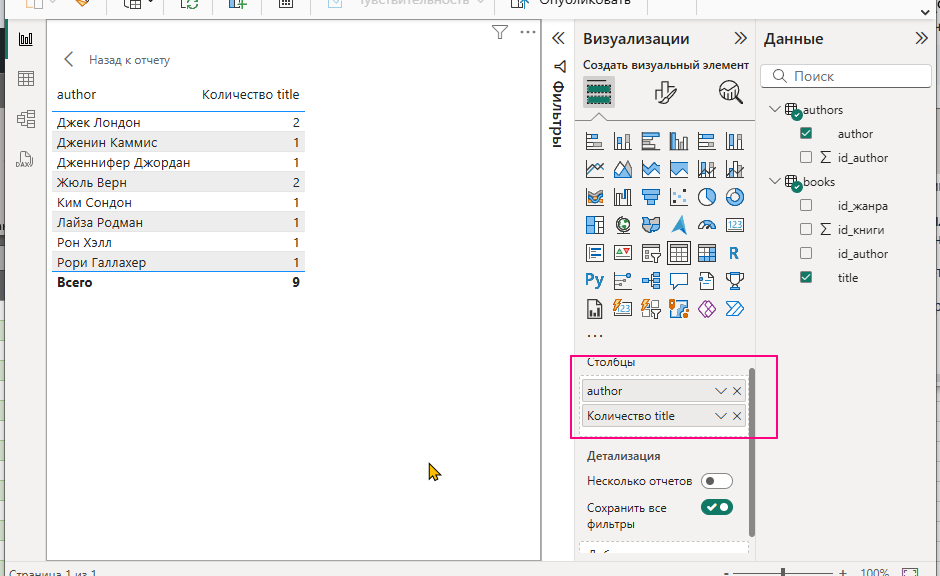 чувствительность
Опубликовать
Назад к отчету
author Количество title
Джек Лондон 2
Дженин Каммис 1
Дженнифер Джордан 1
Жюль Верн 2
Ким Сондон 1
Лайза Родман 1
Рон Хэлл 1
Рори Галлахер 1
Всего 9
Фильтры
Визуализации
Создать визуальный элемент
123
R
Py
123
...
Столбцы
author
Количество title
Детализация
Несколько отчетов
Сохранить все
фильтры
Данные
Поиск
authors
author
id_author
books
id_жанра
id_книги
id_author
title
DAX
Страница 1 из 1
100%